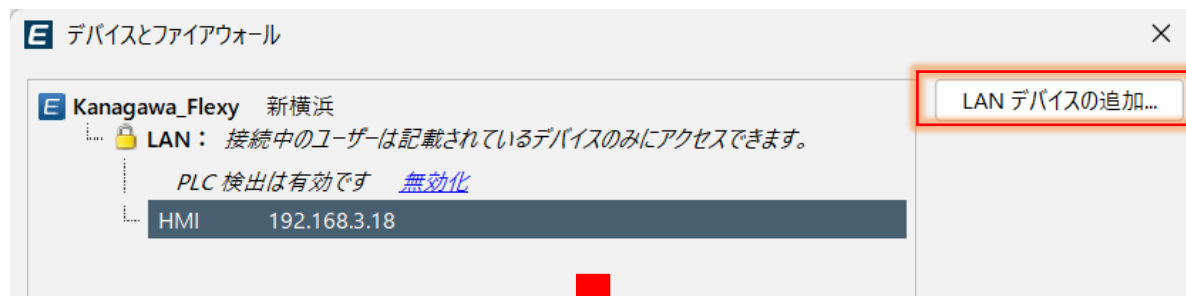 E デバイスとファイアウォール
E Kanagawa_Flexy 新横浜
LAN デバイスの追加...
LAN： 接続中のユーザーは記載されているデバイスのみにアクセスできます。
PLC 検出は有効です 無効化
HMI 192.168.3.18